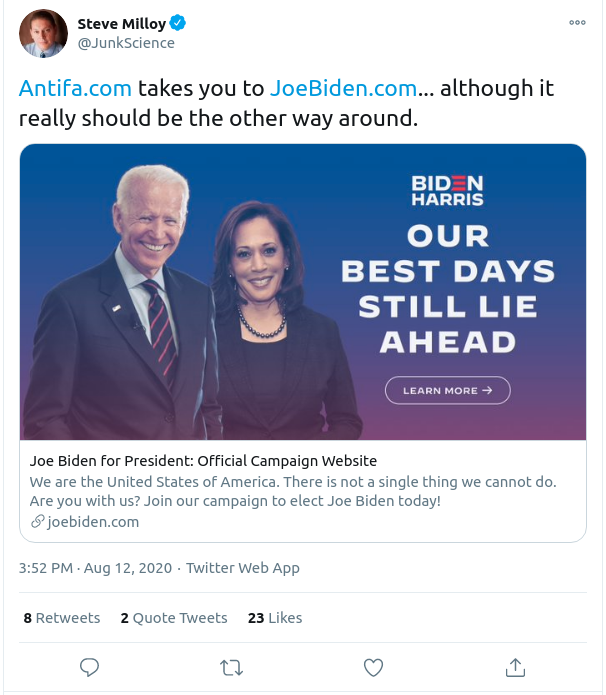 Steve Milloy
@JunkScience
Antifa.com takes you to JoeBiden.com... although it
really should be the other way around.
BIDEN
HARRIS
OUR
BEST DAYS
STILL LIE
AHEAD
LEARN MORE →
Joe Biden for President: Official Campaign Website
We are the United States of America. There is not a single thing we cannot do.
Are you with us? Join our campaign to elect Joe Biden today!
joebiden.com
3:52 PM · Aug 12, 2020 · Twitter Web App
8 Retweets 2 Quote Tweets 23 Likes